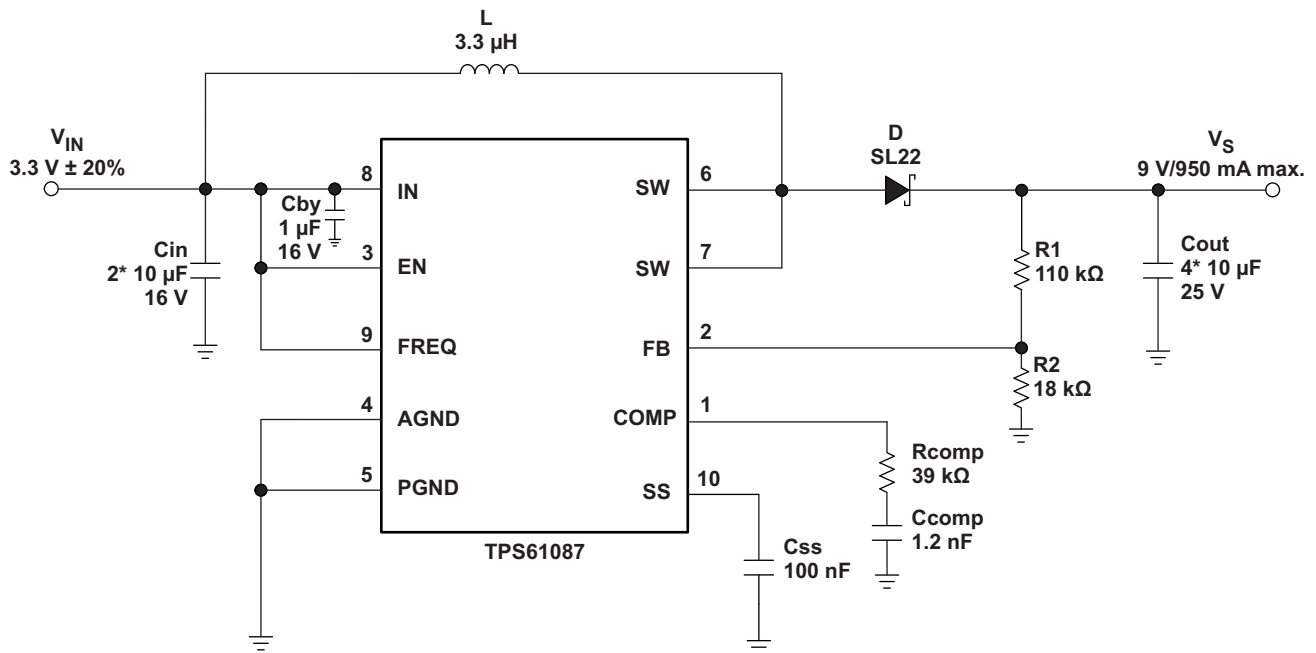 L
3.3 µH
VIN
3.3 V ± 20%
D
SL22
VS
9 V/950 mA max.
8
IN
SW
6
Cby
1 µF
16 V
7
Cin
2* 10 µF
16 V
3
EN
SW
R1
110 kΩ
Cout
4* 10 µF
25 V
9
FREQ
FB
2
R2
18 kΩ
4
AGND
COMP
1
Rcomp
39 kΩ
5
PGND
SS
10
Ccomp
1.2 nF
TPS61087
Css
100 nF